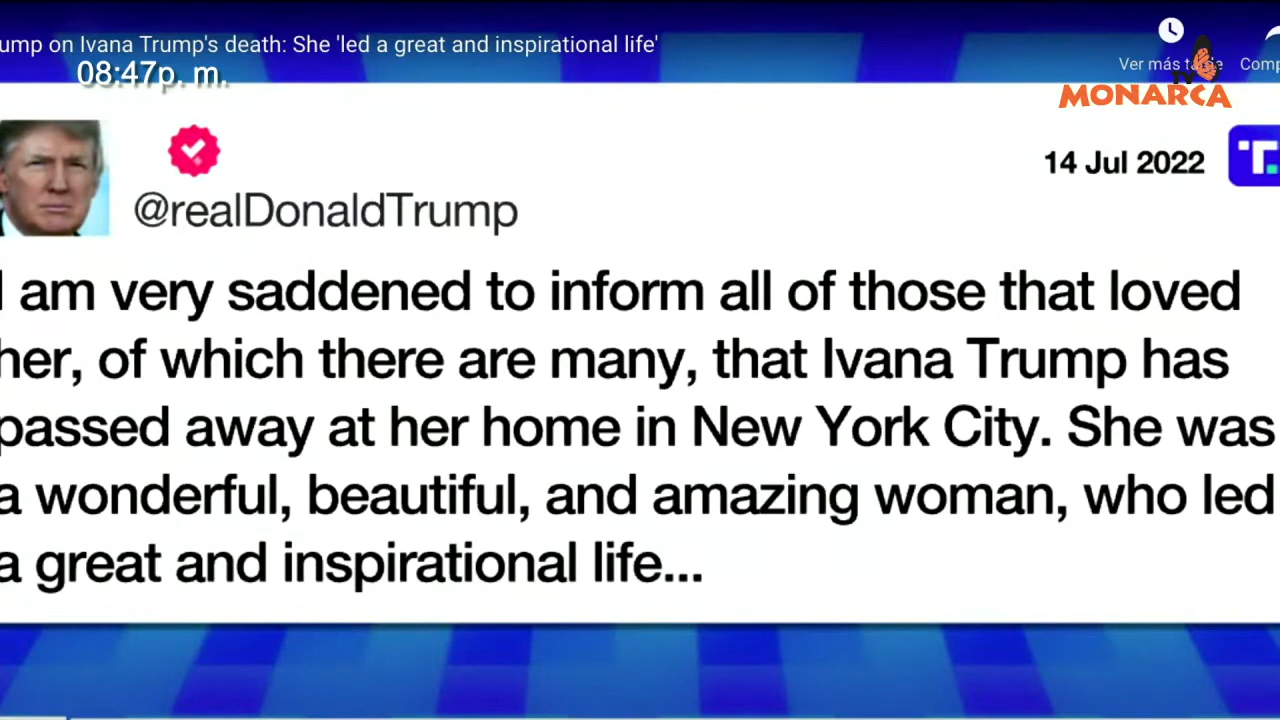 ump on Ivana Trump's death: She 'led a great and inspirational life'
08:47p. m.
Ver más tarde
Comp
TV
MONARCA
@realDonaldTrump
14 Jul 2022
T.
I am very saddened to inform all of those that loved
her, of which there are many, that Ivana Trump has
passed away at her home in New York City. She was
a wonderful, beautiful, and amazing woman, who led
a great and inspirational life...